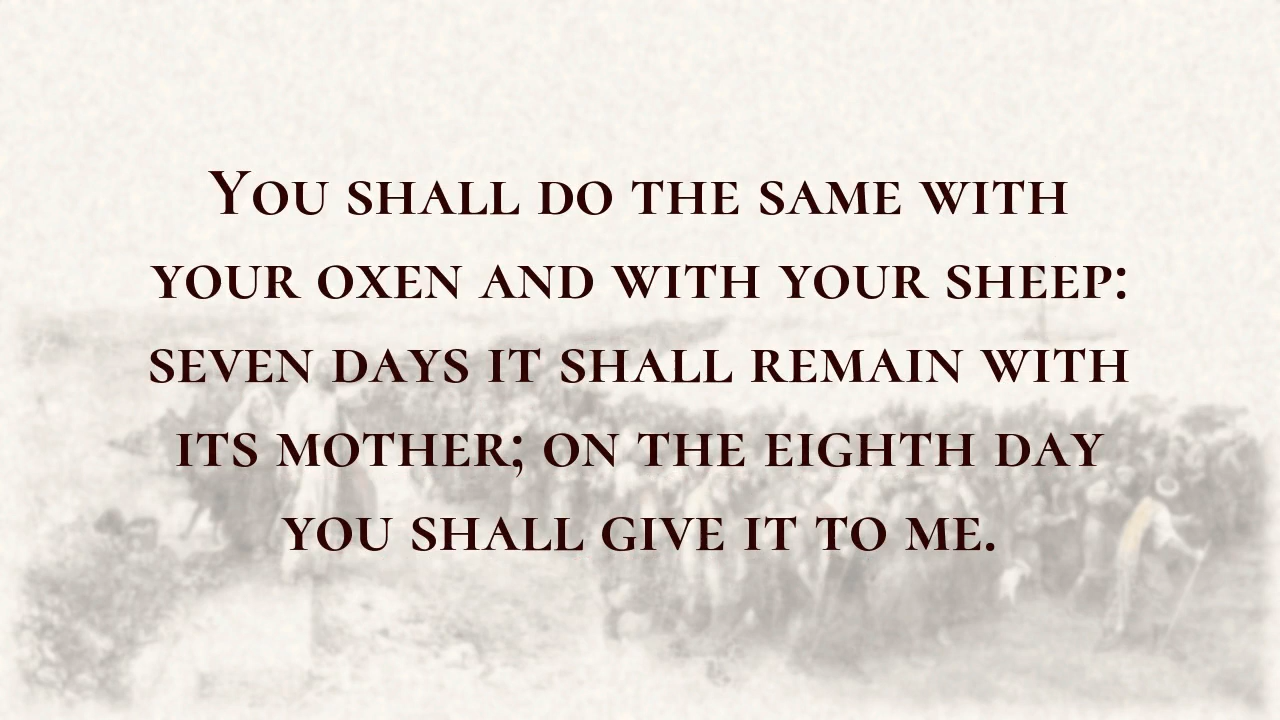 You shall do the same with
your oxen and with your sheep:
seven days it shall remain with
its mother; on the eighth day
you shall give it to me.